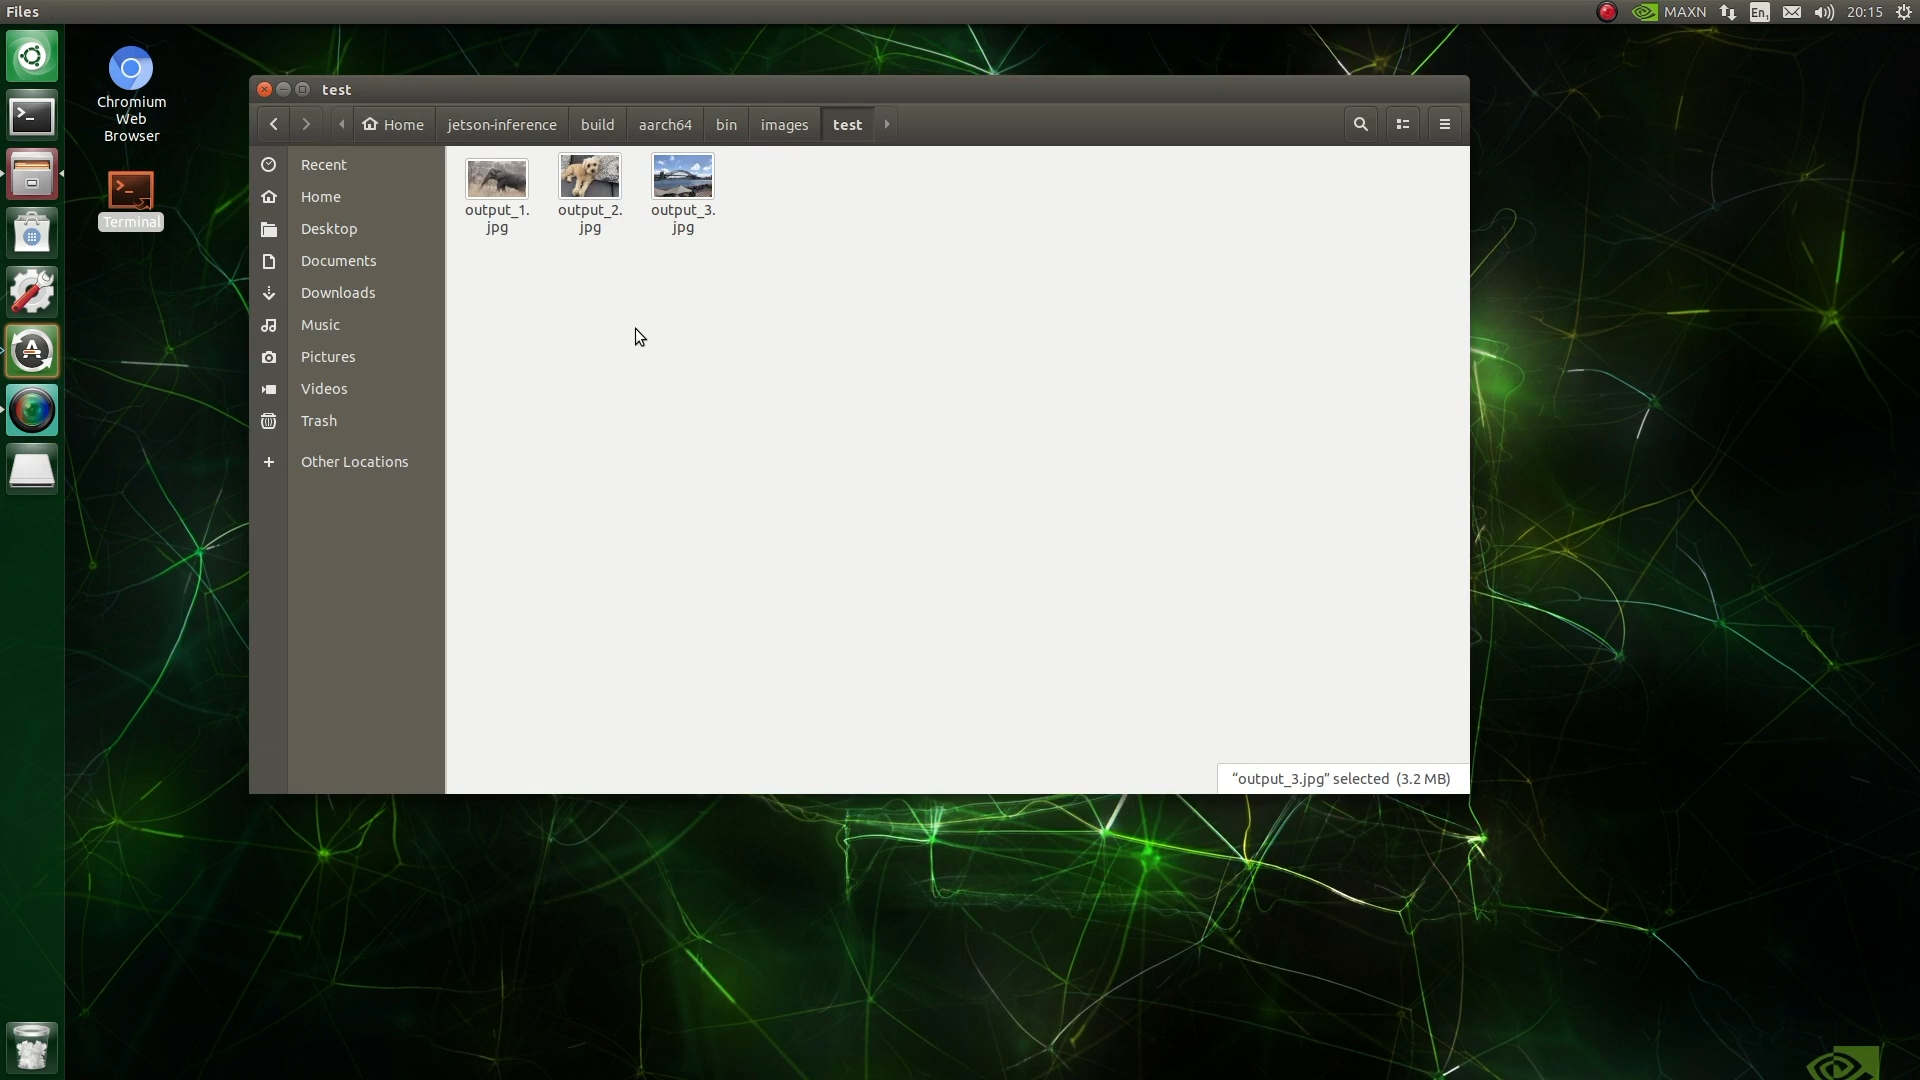 Files
MAXN
En1
20:15
Chromium
Web
Browser
Terminal
test
Home
jetson-inference
build
aarch64
bin
images
test
Recent
Home
Desktop
Documents
Downloads
Music
Pictures
Videos
Trash
Other Locations
output_1.
jpg
output_2.
jpg
output_3.
jpg
“output_3.jpg” selected (3.2 MB)